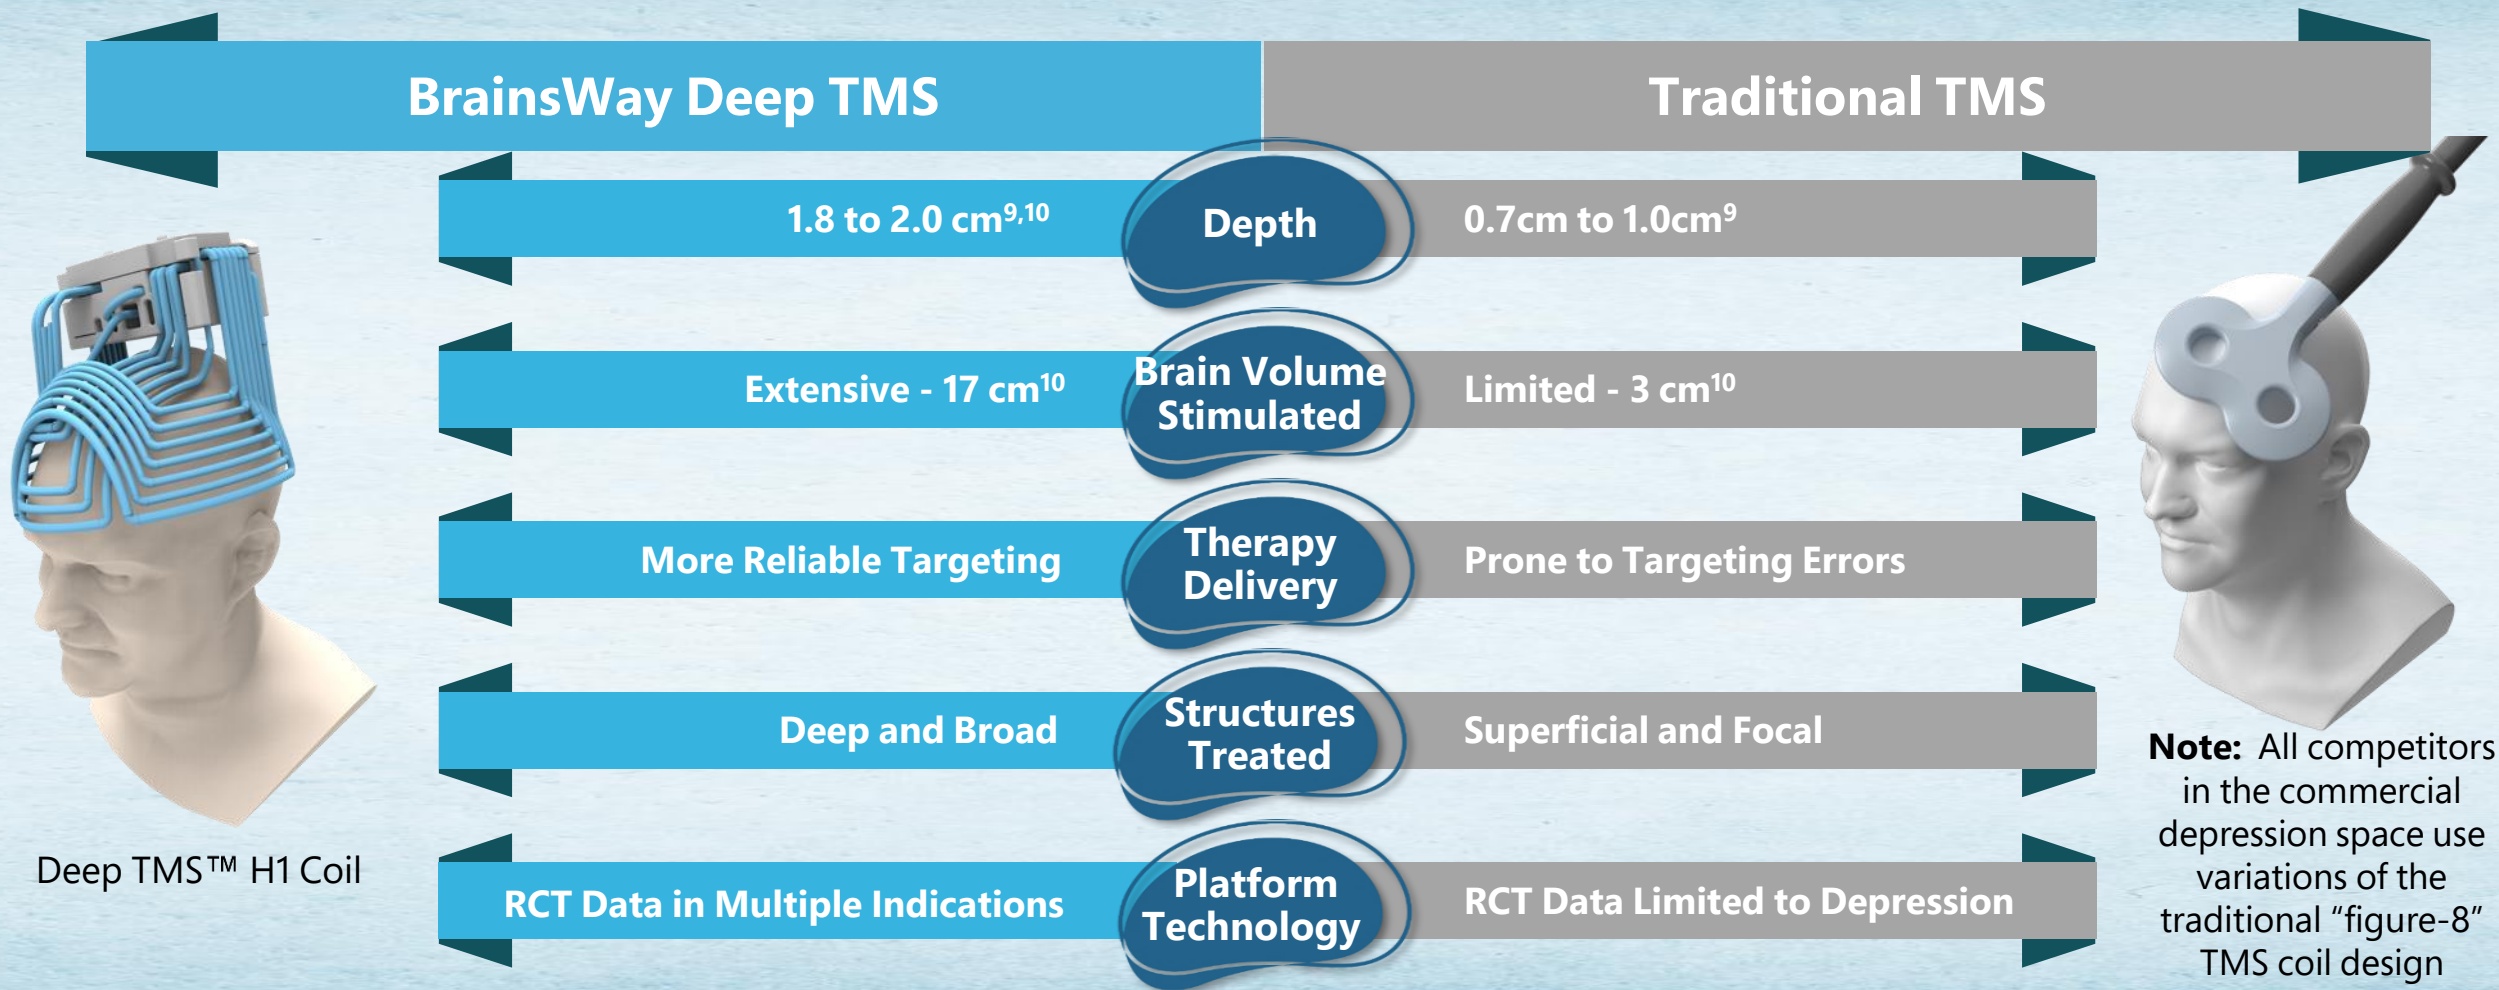 BrainsWay Deep TMS
Traditional TMS
1.8 to 2.0 cm⁹,¹⁰
Depth
0.7cm to 1.0cm⁹
Extensive - 17 cm¹⁰
Brain Volume
Stimulated
Limited - 3 cm¹⁰
More Reliable Targeting
Therapy
Delivery
Prone to Targeting Errors
Deep and Broad
Structures
Treated
Superficial and Focal
RCT Data in Multiple Indications
Platform
Technology
RCT Data Limited to Depression
Deep TMS™ H1 Coil
Note: All competitors
in the commercial
depression space use
variations of the
traditional “figure-8”
TMS coil design